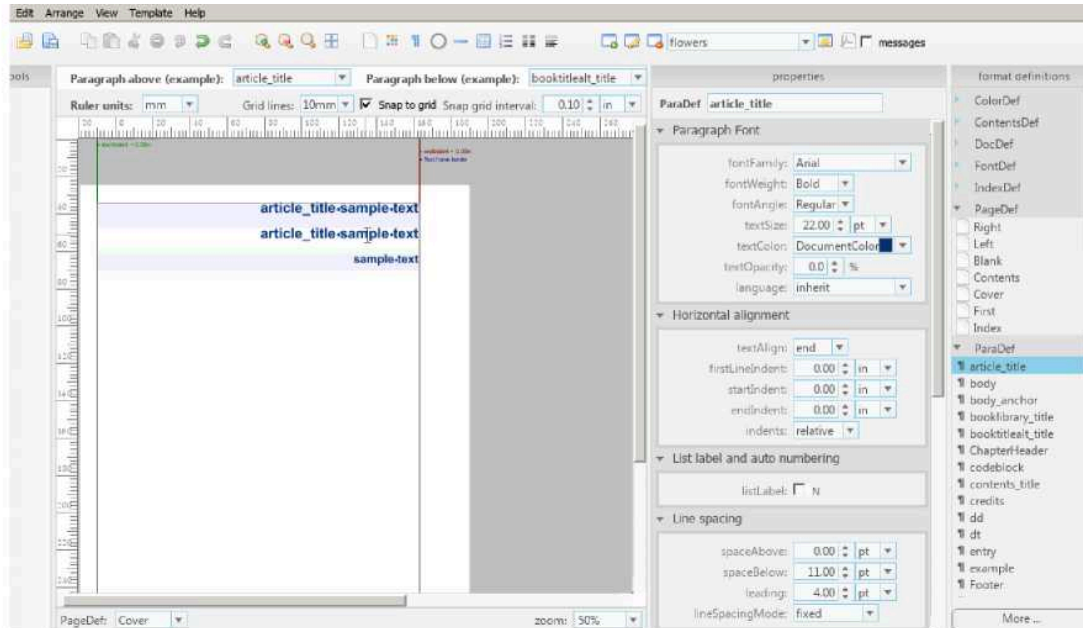 Edit Arrange View Template Help
flowers messages
Paragraph above (example): article_title Paragraph below (example): booktitlealt_title
Ruler units: mm Grid lines: 10mm Snap to grid Snap grid interval: 0.10 in
article_title-sample-text
article_title-sample-text
sample-text
PageDef: Cover zoom: 50%
properties
ParaDef article_title
Paragraph Font
fontFamily: Arial
fontWeight: Bold
fontAngle: Regular
textSize: 22.00 pt
textColor: DocumentColor
textOpacity: 0.0 %
language: inherit
Horizontal alignment
textAlign: end
firstLineIndent: 0.00 in
startIndent: 0.00 in
endIndent: 0.00 in
indents: relative
List label and auto numbering
listLabel: N
Line spacing
spaceAbove: 0.00 pt
spaceBelow: 11.00 pt
leading: 4.00 pt
lineSpacingMode: fixed
format definitions
ColorDef
ContentsDef
DocDef
FontDef
IndexDef
PageDef
Right
Left
Blank
Contents
Cover
First
Index
ParaDef
article_title
body
body_anchor
booklibrary_title
booktitlealt_title
ChapterHeader
codeblock
contents_title
credits
dd
dt
entry
example
Footer
More ...